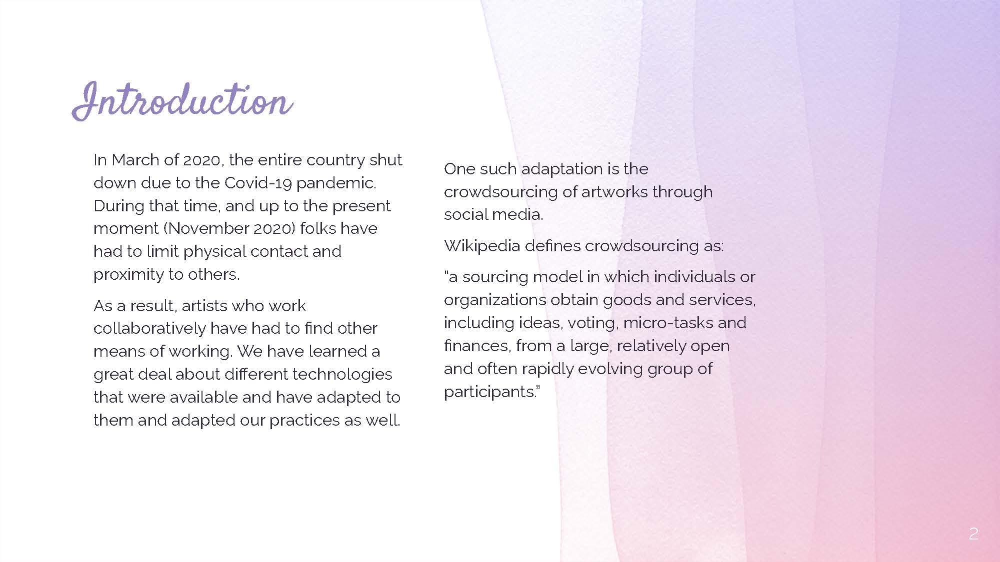 Introduction
In March of 2020, the entire country shut
down due to the Covid-19 pandemic.
During that time, and up to the present
moment (November 2020) folks have
had to limit physical contact and
proximity to others.
As a result, artists who work
collaboratively have had to find other
means of working. We have learned a
great deal about different technologies
that were available and have adapted to
them and adapted our practices as well.
One such adaptation is the
crowdsourcing of artworks through
social media.
Wikipedia defines crowdsourcing as:
“a sourcing model in which individuals or
organizations obtain goods and services,
including ideas, voting, micro-tasks and
finances, from a large, relatively open
and often rapidly evolving group of
participants.”
2